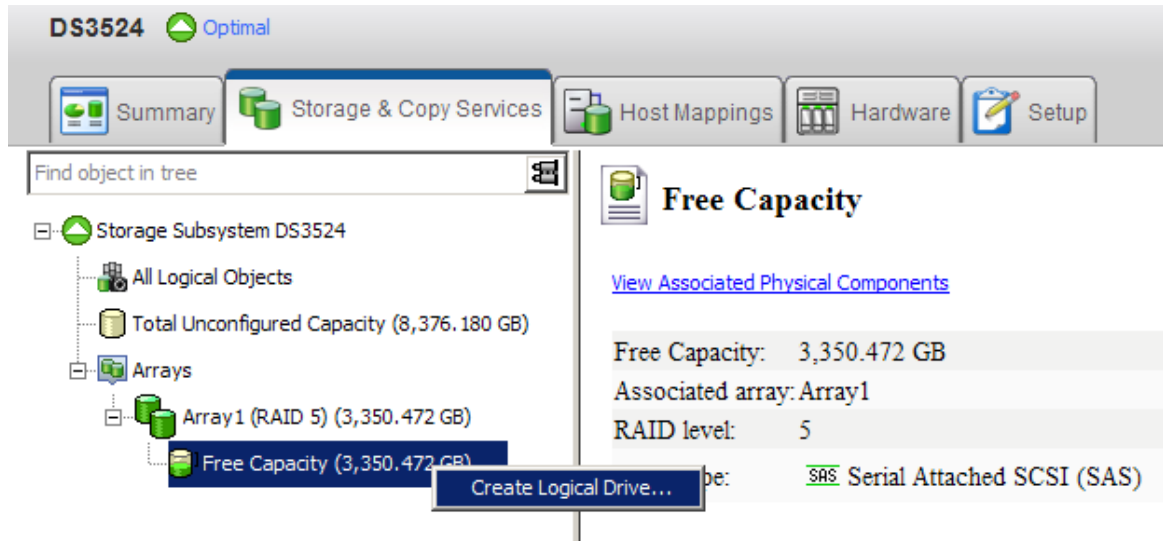 DS3524 Optimal
Summary Storage & Copy Services Host Mappings Hardware Setup
Find object in tree
Storage Subsystem DS3524
All Logical Objects
Total Unconfigured Capacity (8,376.180 GB)
Arrays
Array1 (RAID 5) (3,350.472 GB)
Free Capacity (3,350.472 GB)
Create Logical Drive...
Free Capacity
View Associated Physical Components
Free Capacity: 3,350.472 GB
Associated array: Array1
RAID level: 5
be: SAS Serial Attached SCSI (SAS)